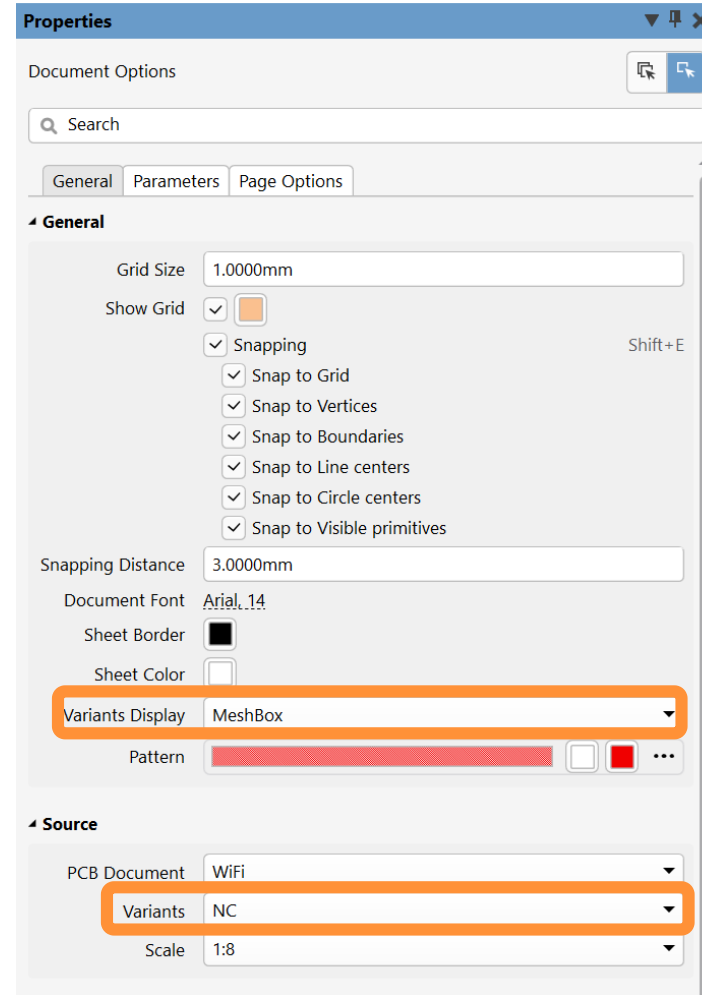 Properties
Document Options
Search
General Parameters Page Options
General
Grid Size 1.0000mm
Show Grid
Snapping Shift+E
Snap to Grid
Snap to Vertices
Snap to Boundaries
Snap to Line centers
Snap to Circle centers
Snap to Visible primitives
Snapping Distance 3.0000mm
Document Font Arial, 14
Sheet Border
Sheet Color
Variants Display MeshBox
Pattern
Source
PCB Document WiFi
Variants NC
Scale 1:8